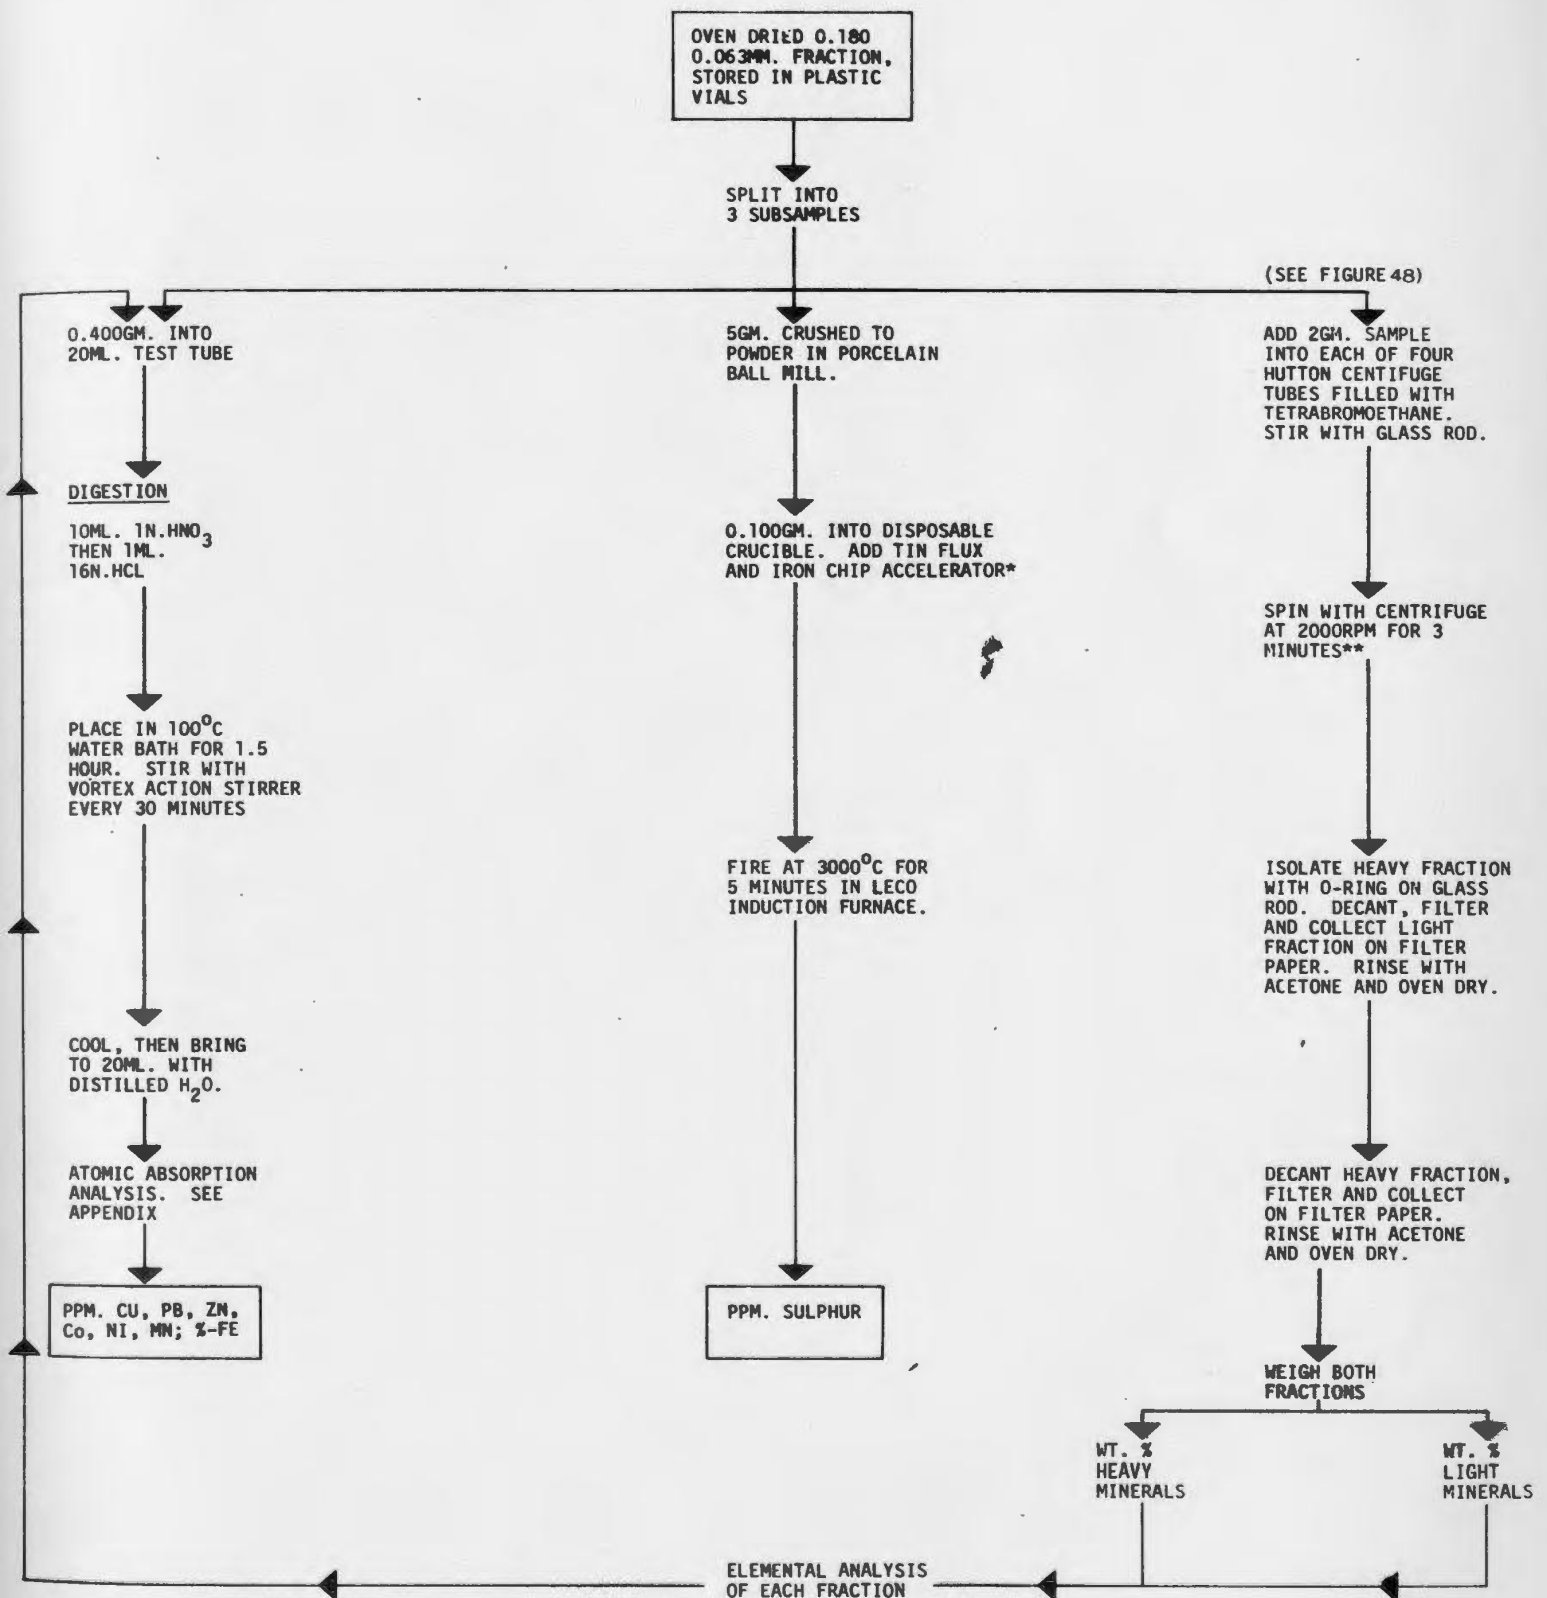 OVEN DRIED 0.180
0.063MM. FRACTION,
STORED IN PLASTIC
VIALS
SPLIT INTO
3 SUBSAMPLES
(SEE FIGURE 48)
0.400GM. INTO
20ML. TEST TUBE
DIGESTION
10ML. 1N.HNO3
THEN 1ML.
16N.HCL
PLACE IN 100°C
WATER BATH FOR 1.5
HOUR. STIR WITH
VORTEX ACTION STIRRER
EVERY 30 MINUTES
COOL, THEN BRING
TO 20ML. WITH
DISTILLED H2O.
ATOMIC ABSORPTION
ANALYSIS. SEE
APPENDIX
PPM. CU, PB, ZN,
Co, NI, MN; %-FE
5GM. CRUSHED TO
POWDER IN PORCELAIN
BALL MILL.
0.100GM. INTO DISPOSABLE
CRUCIBLE. ADD TIN FLUX
AND IRON CHIP ACCELERATOR*
FIRE AT 3000°C FOR
5 MINUTES IN LECO
INDUCTION FURNACE.
PPM. SULPHUR
ADD 2GM. SAMPLE
INTO EACH OF FOUR
HUTTON CENTIFUGE
TUBES FILLED WITH
TETRABROMOETHANE.
STIR WITH GLASS ROD.
SPIN WITH CENTRIFUGE
AT 2000RPM FOR 3
MINUTES**
ISOLATE HEAVY FRACTION
WITH O-RING ON GLASS
ROD. DECANT, FILTER
AND COLLECT LIGHT
FRACTION ON FILTER
PAPER. RINSE WITH
ACETONE AND OVEN DRY.
DECANT HEAVY FRACTION,
FILTER AND COLLECT
ON FILTER PAPER.
RINSE WITH ACETONE
AND OVEN DRY.
WEIGH BOTH
FRACTIONS
WT. %
HEAVY
MINERALS
WT. %
LIGHT
MINERALS
ELEMENTAL ANALYSIS
OF EACH FRACTION